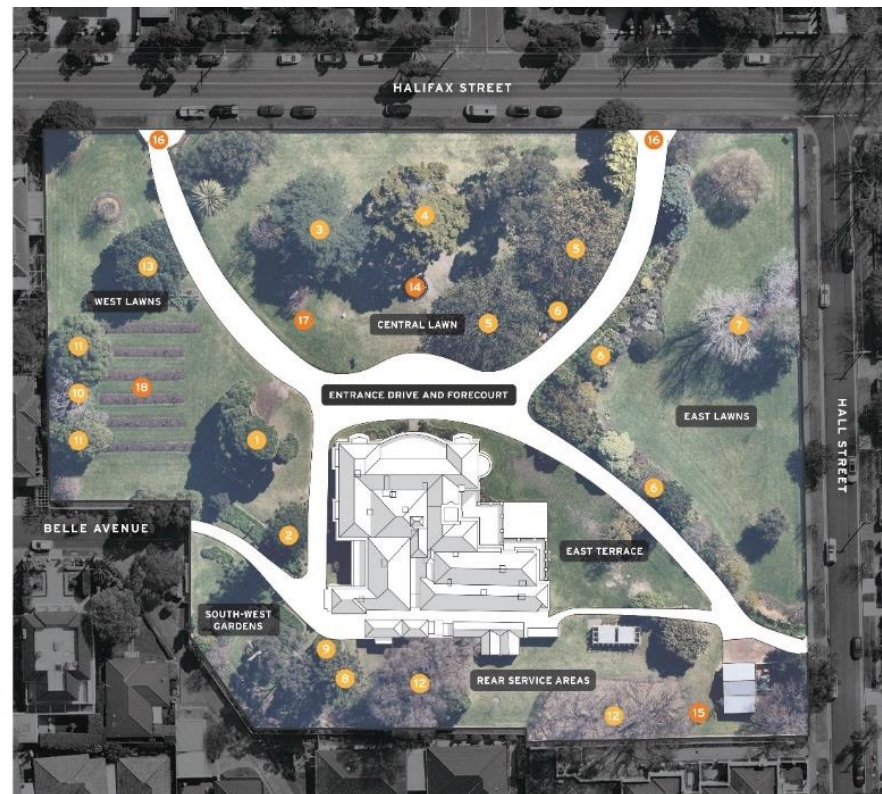 HALIFAX STREET
16
16
3
4
5
13
WEST LAWNS
14
17
CENTRAL LAWN
5
6
7
11
6
18
10
ENTRANCE DRIVE AND FORECOURT
EAST LAWNS
HALL STREET
11
1
6
BELLE AVENUE
2
EAST TERRACE
SOUTH-WEST
GARDENS
9
8
12
REAR SERVICE AREAS
12
15